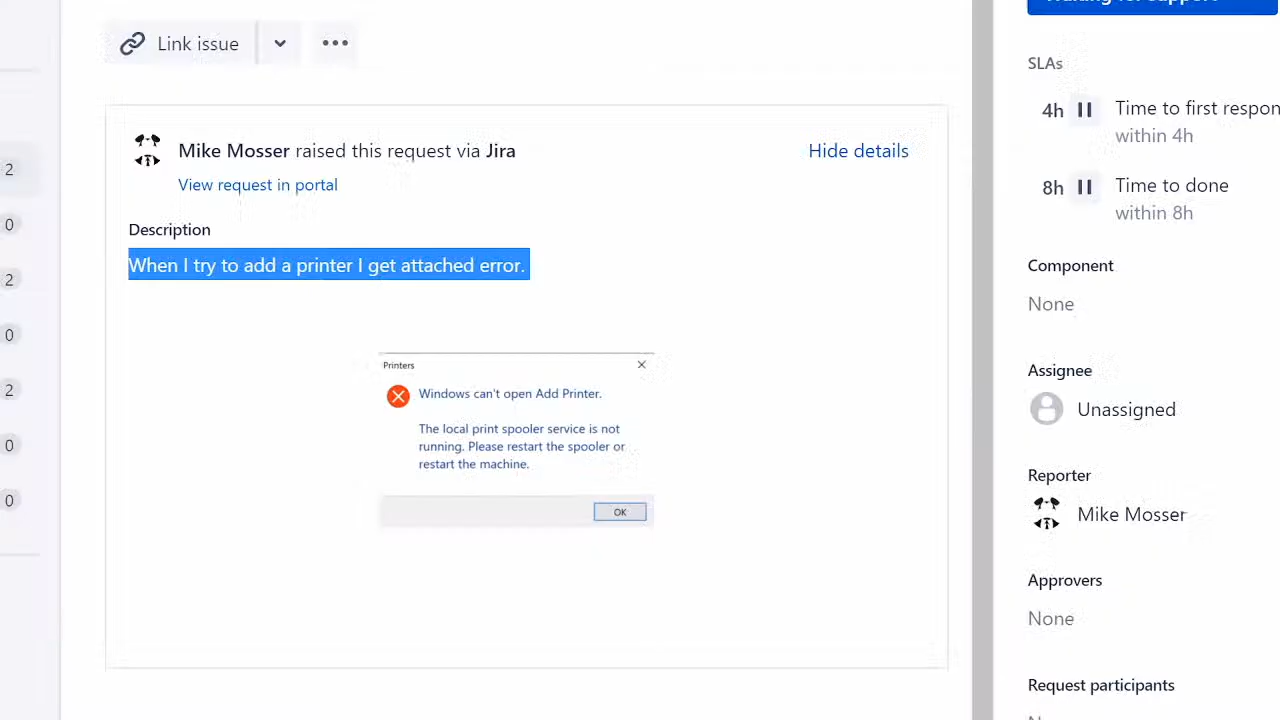 Link issue
Mike Mosser raised this request via Jira
Hide details
View request in portal
Description
When I try to add a printer I get attached error.
Printers
Windows can't open Add Printer.
The local print spooler service is not
running. Please restart the spooler or
restart the machine.
OK
2
0
2
0
2
0
0
SLAs
4h
Time to first respon
within 4h
8h
Time to done
within 8h
Component
None
Assignee
Unassigned
Reporter
Mike Mosser
Approvers
None
Request participants